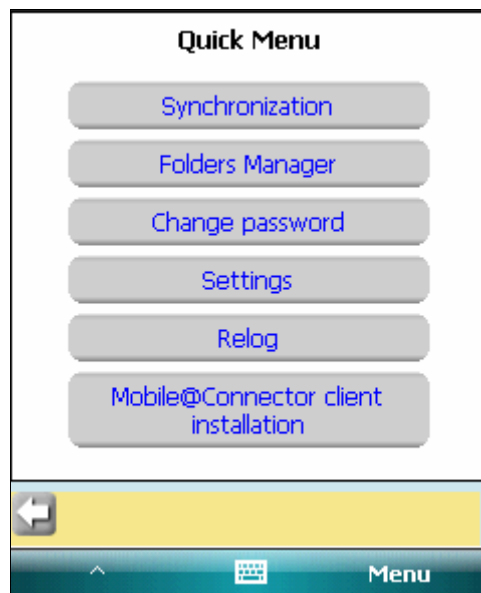 Quick Menu
Synchronization
Folders Manager
Change password
Settings
Relog
Mobile@Connector client
installation
Menu